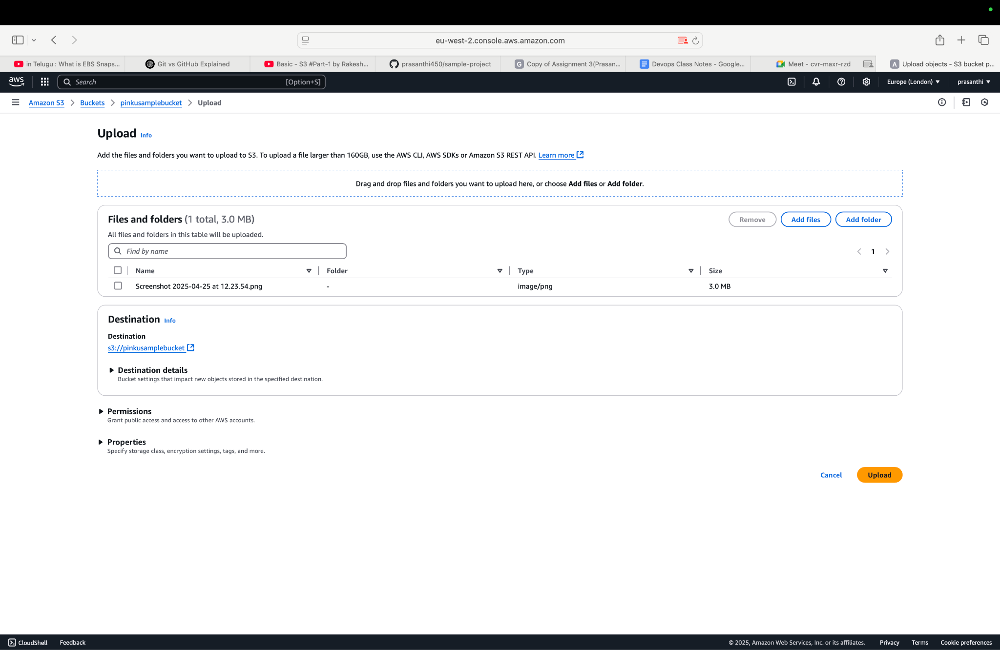 eu-west-2.console.aws.amazon.com
in Telugu : What is EBS Snaps...
Git vs GitHub Explained
Basic - S3 #Part-1 by Rakesh...
prasanthi450/sample-project
G Copy of Assignment 3(Prasan...
Devops Class Notes - Google...
Meet - cvr-maxr-rzd
A Upload objects - S3 bucket p...
aws
Search [Option+S]
Europe (London)
prasanthi
Amazon S3 > Buckets > pinkusamplebucket > Upload
Upload Info
Add the files and folders you want to upload to S3. To upload a file larger than 160GB, use the AWS CLI, AWS SDKs or Amazon S3 REST API. Learn more
Drag and drop files and folders you want to upload here, or choose Add files or Add folder.
Files and folders (1 total, 3.0 MB)
Remove
Add files
Add folder
All files and folders in this table will be uploaded.
Find by name
1
Name Folder Type Size
Screenshot 2025-04-25 at 12.23.54.png - image/png 3.0 MB
Destination Info
Destination
s3://pinkusamplebucket
Destination details
Bucket settings that impact new objects stored in the specified destination.
Permissions
Grant public access and access to other AWS accounts.
Properties
Specify storage class, encryption settings, tags, and more.
Cancel
Upload
CloudShell
Feedback
© 2025, Amazon Web Services, Inc. or its affiliates.
Privacy
Terms
Cookie preferences